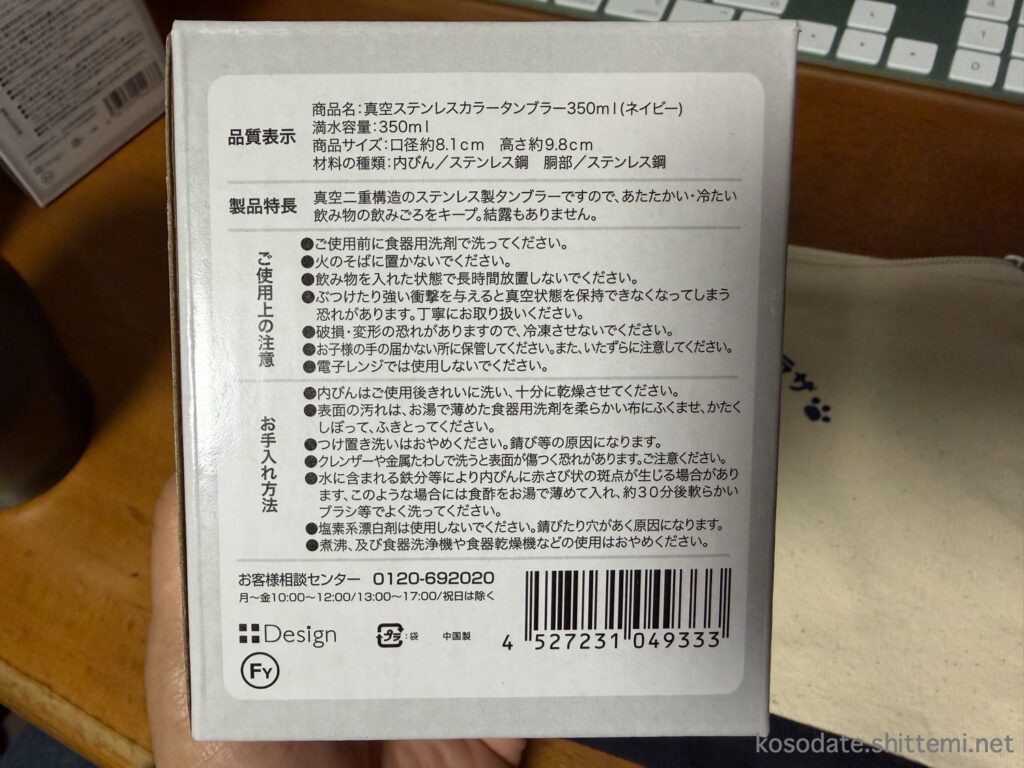 品質表示
商品名：真空ステンレスカラータンブラー350ml(ネイビー)
満水容量：350ml
商品サイズ：口径約8.1cm　高さ約9.8cm
材料の種類：内びん／ステンレス鋼　胴部／ステンレス鋼
製品特長
真空二重構造のステンレス製タンブラーですので、あたたかい・冷たい
飲み物の飲みごろをキープ。結露もありません。
ご使用上の注意
●ご使用前に食器用洗剤で洗ってください。
●火のそばに置かないでください。
●飲み物を入れた状態で長時間放置しないでください。
●ぶつけたり強い衝撃を与えると真空状態を保持できなくなってしまう
恐れがあります。丁寧にお取り扱いください。
●破損・変形の恐れがありますので、冷凍させないでください。
●お子様の手の届かない所に保管してください。また、いたずらに注意してください。
●電子レンジでは使用しないでください。
お手入れ方法
●内びんはご使用後きれいに洗い、十分に乾燥させてください。
●表面の汚れは、お湯で薄めた食器用洗剤を柔らかい布にふくませ、かたく
しぼって、ふきとってください。
●つけ置き洗いはおやめください。錆び等の原因になります。
●クレンザーや金属たわしで洗うと表面が傷つく恐れがあります。ご注意ください。
●水に含まれる鉄分等により内びんに赤さび状の斑点が生じる場合があり
ます、このような場合には食酢をお湯で薄めて入れ、約30分後軟らかい
ブラシ等でよく洗ってください。
●塩素系漂白剤は使用しないでください。錆びたり穴があく原因になります。
●煮沸、及び食器洗浄機や食器乾燥機などの使用はおやめください。
お客様相談センター　0120-692020
月～金10:00～12:00/13:00～17:00/祝日は除く
Design
プラ：袋
中国製
4 527231 049333
FY
kosodate.shittemi.net